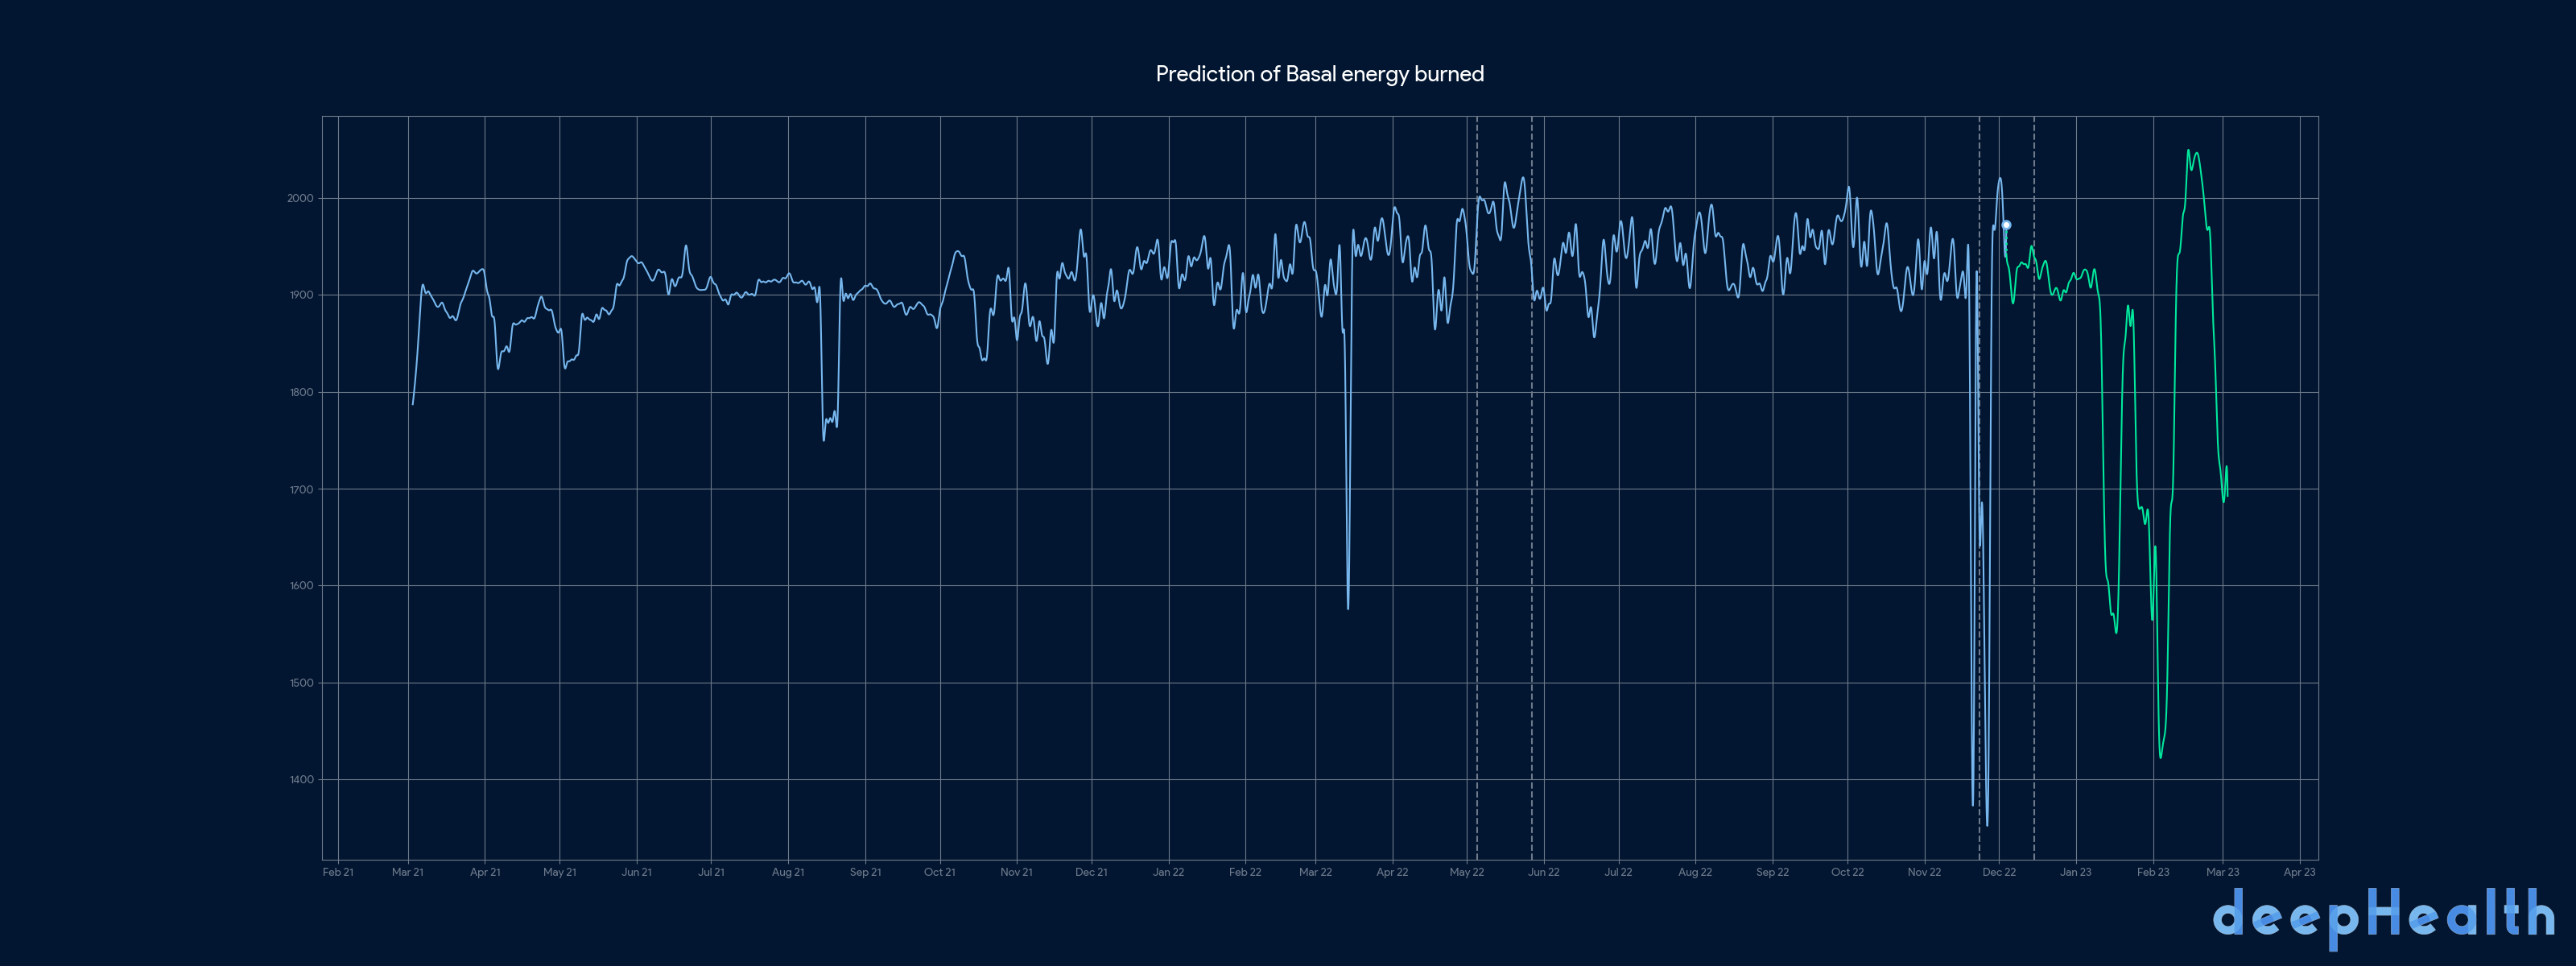 Prediction of Basal energy burned
2000
1900
1800
1700
1600
1500
1400
Feb 21 Mar 21 Apr 21 May 21 Jun 21 Jul 21 Aug 21 Sep 21 Oct 21 Nov 21 Dec 21 Jan 22 Feb 22 Mar 22 Apr 22 May 22 Jun 22 Jul 22 Aug 22 Sep 22 Oct 22 Nov 22 Dec 22 Jan 23 Feb 23 Mar 23 Apr 23
deepHealth